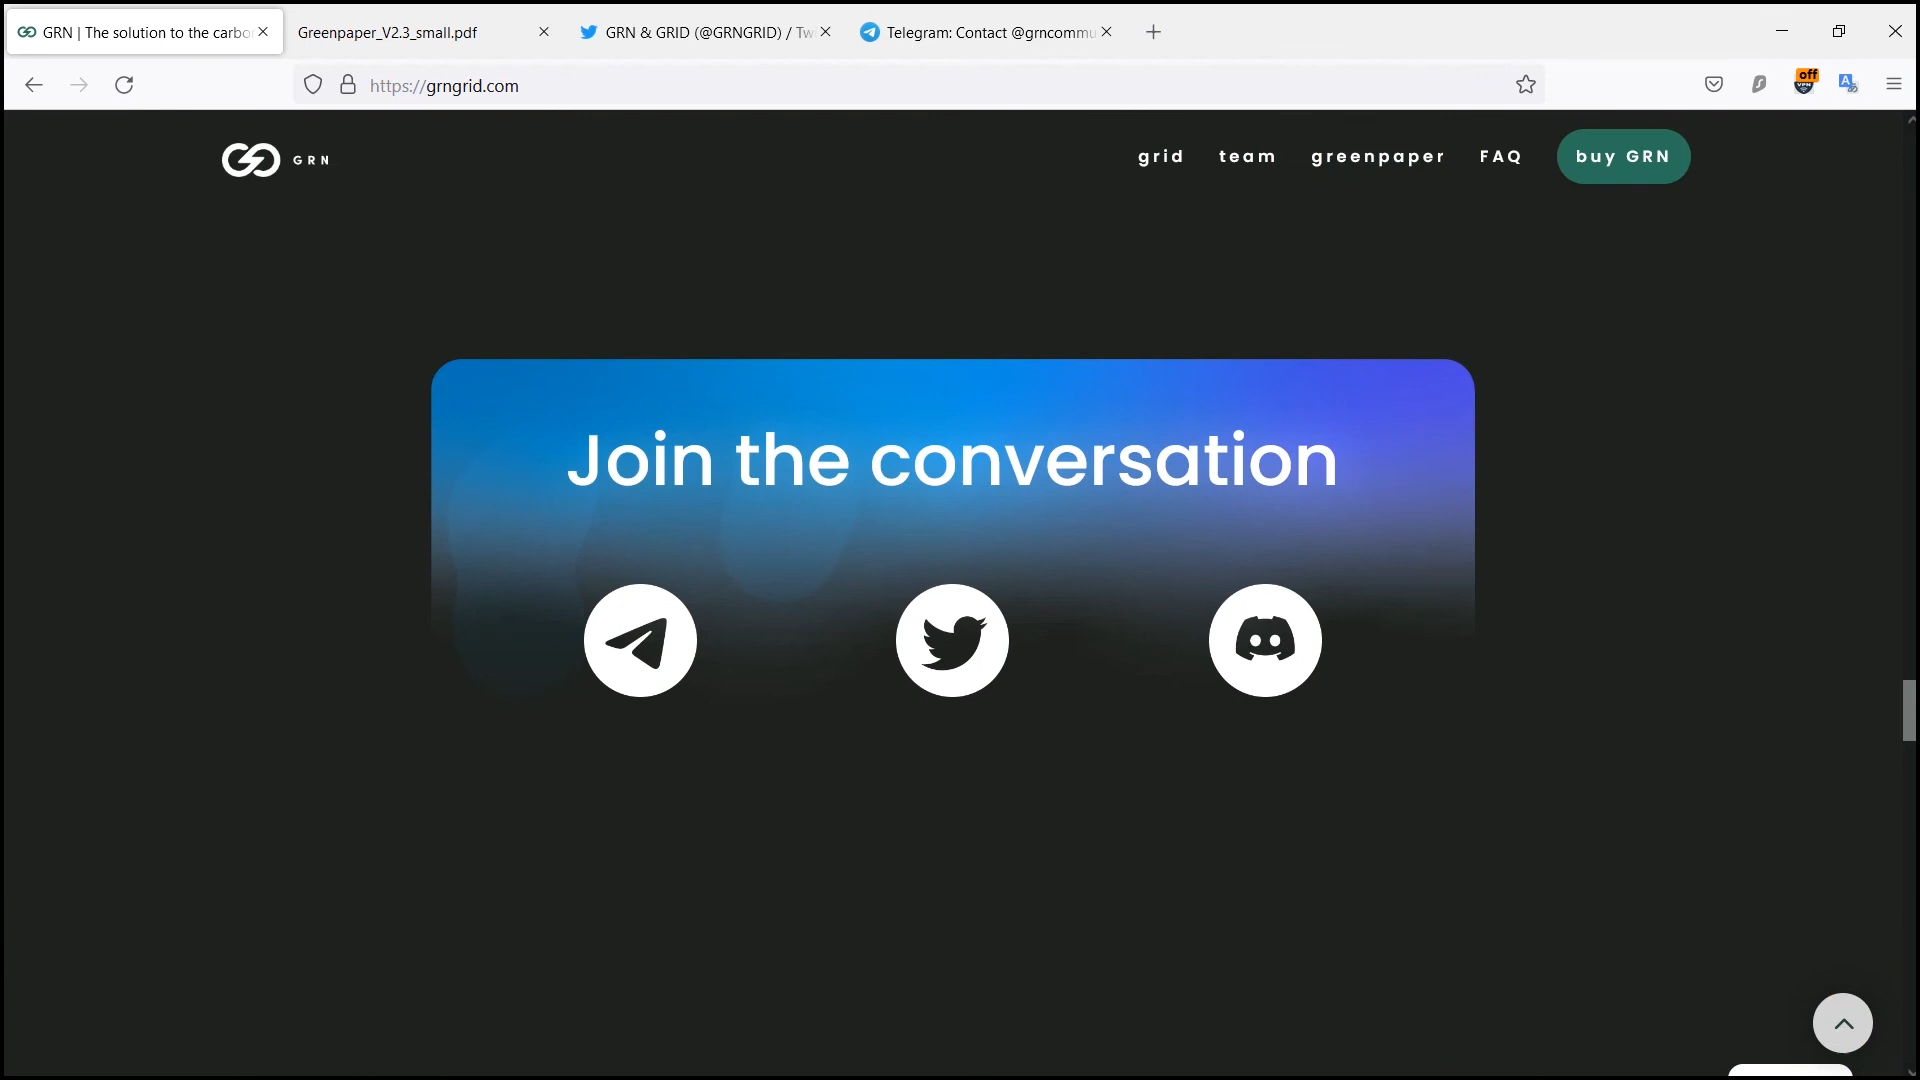 GRN | The solution to the carbo
Greenpaper_V2.3_small.pdf
GRN & GRID (@GRNGRID) / Tw
Telegram: Contact @grncommu
https://grngrid.com
off
VPN
A
GRN
grid
team
greenpaper
FAQ
buy GRN
Join the conversation